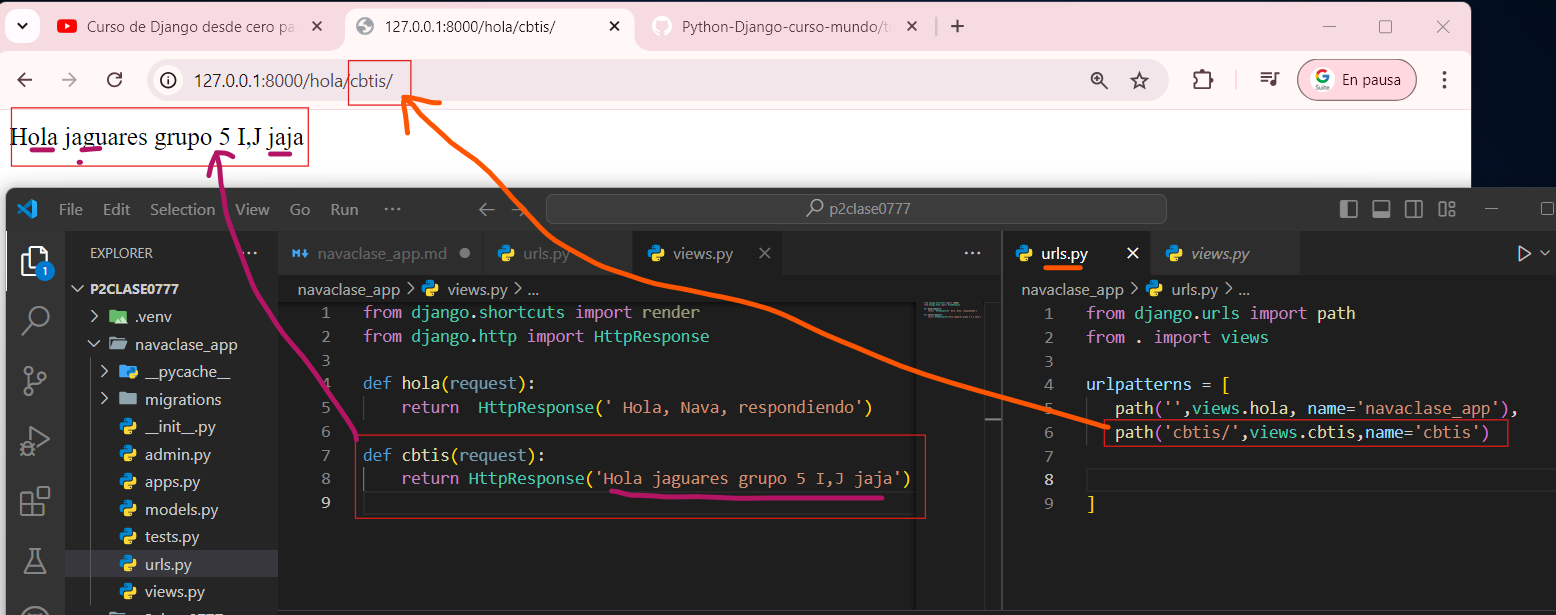 Curso de Django desde cero pa
127.0.0.1:8000/hola/cbtis/
Python-Django-curso-mundo/t
127.0.0.1:8000/hola/cbtis/
En pausa
Hola jaguares grupo 5 I,J jaja
File Edit Selection View Go Run ...
p2clase0777
EXPLORER
...
1
P2CLASE0777
.venv
navaclase_app
__pycache__
migrations
__init__.py
admin.py
apps.py
models.py
tests.py
urls.py
views.py
navaclase_app.md
urls.py
views.py
...
navaclase_app > views.py > ...
1 from django.shortcuts import render
2 from django.http import HttpResponse
3
4 def hola(request):
5 return  HttpResponse(' Hola, Nava, respondiendo')
6
7 def cbtis(request):
8 return HttpResponse('Hola jaguares grupo 5 I,J jaja')
9
urls.py
views.py
navaclase_app > urls.py > ...
1 from django.urls import path
2 from . import views
3
4 urlpatterns = [
5 path('',views.hola, name='navaclase_app'),
6 path('cbtis/',views.cbtis,name='cbtis')
7
8
9 ]